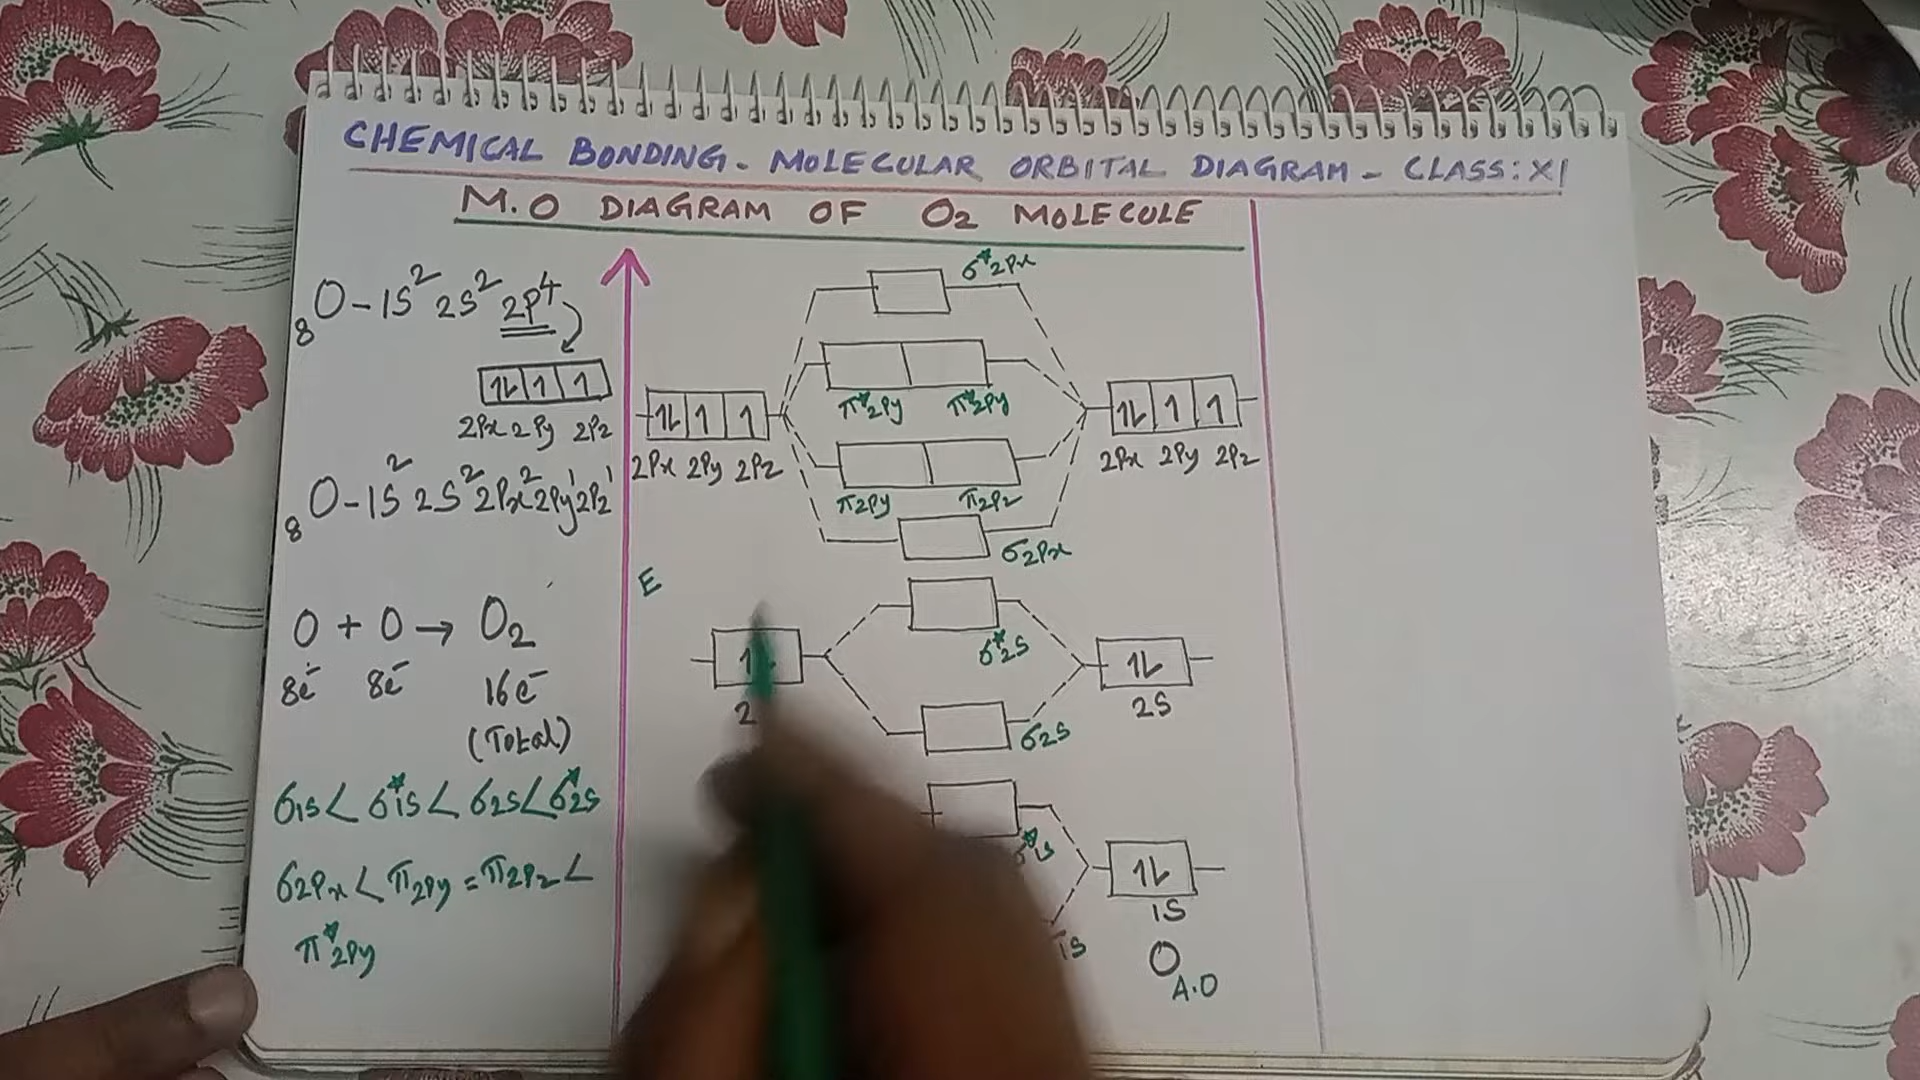 CHEMICAL BONDING - MOLECULAR ORBITAL DIAGRAM - CLASS: XI
M.O DIAGRAM OF O2 MOLECULE
8O - 1S² 2S² 2P⁴
1L 1 1
2Px 2Py 2Pz
8O - 1S² 2S² 2Px² 2Py¹ 2Pz¹
O + O → O2
8e⁻ 8e⁻ 16e⁻
(Total)
σ1s < σ*1s < σ2s < σ*2s
σ2Px < π2Py = π2Pz <
π*2Py
E
σ*2Px
π*2Py π*2Py
1L 1 1
2Px 2Py 2Pz
1L 1 1
2Px 2Py 2Pz
π2Py π2Pz
σ2Px
σ*2s
2
1L
2S
σ2s
σ*1s
1L
1S
1s
O
A.O